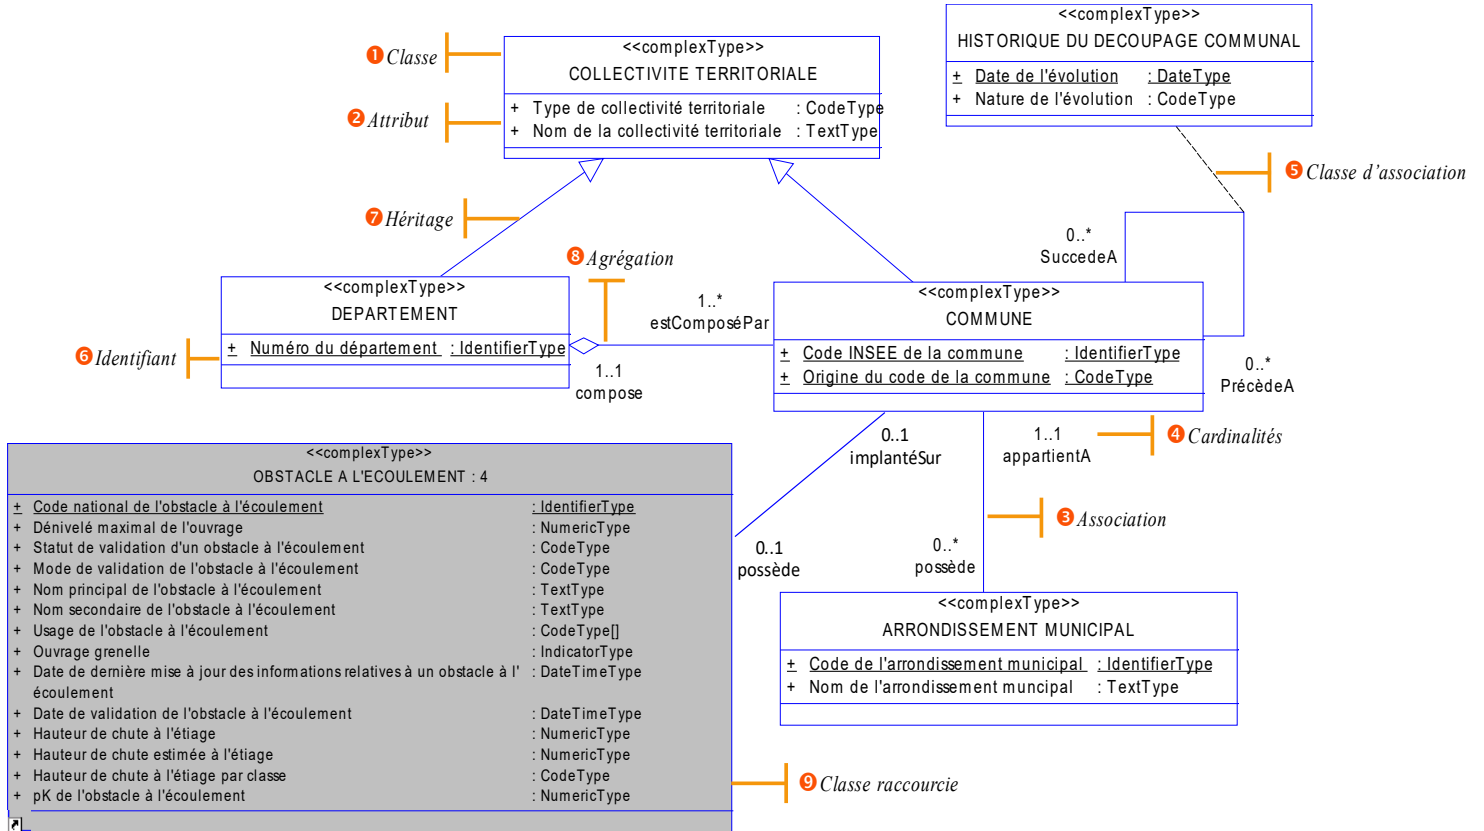 <<complexType>>
HISTORIQUE DU DECOUPAGE COMMUNAL
+ Date de l'évolution : DateType
+ Nature de l'évolution : CodeType
❶ Classe
<<complexType>>
COLLECTIVITE TERRITORIALE
+ Type de collectivité territoriale : CodeType
+ Nom de la collectivité territoriale : TextType
❷ Attribut
❺ Classe d'association
❼ Héritage
0..*
SuccedeA
❽ Agrégation
<<complexType>>
DEPARTEMENT
+ Numéro du département : IdentifierType
❻ Identifiant
1..*
estComposéPar
1..1
compose
<<complexType>>
COMMUNE
+ Code INSEE de la commune : IdentifierType
+ Origine du code de la commune : CodeType
0..*
PrécèdeA
0..1
implantéSur
1..1
appartientA
❹ Cardinalités
<<complexType>>
OBSTACLE A L'ECOULEMENT : 4
+ Code national de l'obstacle à l'écoulement : IdentifierType
+ Dénivelé maximal de l'ouvrage : NumericType
+ Statut de validation d'un obstacle à l'écoulement : CodeType
+ Mode de validation de l'obstacle à l'écoulement : CodeType
+ Nom principal de l'obstacle à l'écoulement : TextType
+ Nom secondaire de l'obstacle à l'écoulement : TextType
+ Usage de l'obstacle à l'écoulement : CodeType[]
+ Ouvrage grenelle : IndicatorType
+ Date de dernière mise à jour des informations relatives à un obstacle à l' : DateTimeType
écoulement
+ Date de validation de l'obstacle à l'écoulement : DateTimeType
+ Hauteur de chute à l'étiage : NumericType
+ Hauteur de chute estimée à l'étiage : NumericType
+ Hauteur de chute à l'étiage par classe : CodeType
+ pK de l'obstacle à l'écoulement : NumericType
❸ Association
0..1
possède
0..*
possède
<<complexType>>
ARRONDISSEMENT MUNICIPAL
+ Code de l'arrondissement municipal : IdentifierType
+ Nom de l'arrondissement muncipal : TextType
❾ Classe raccourcie